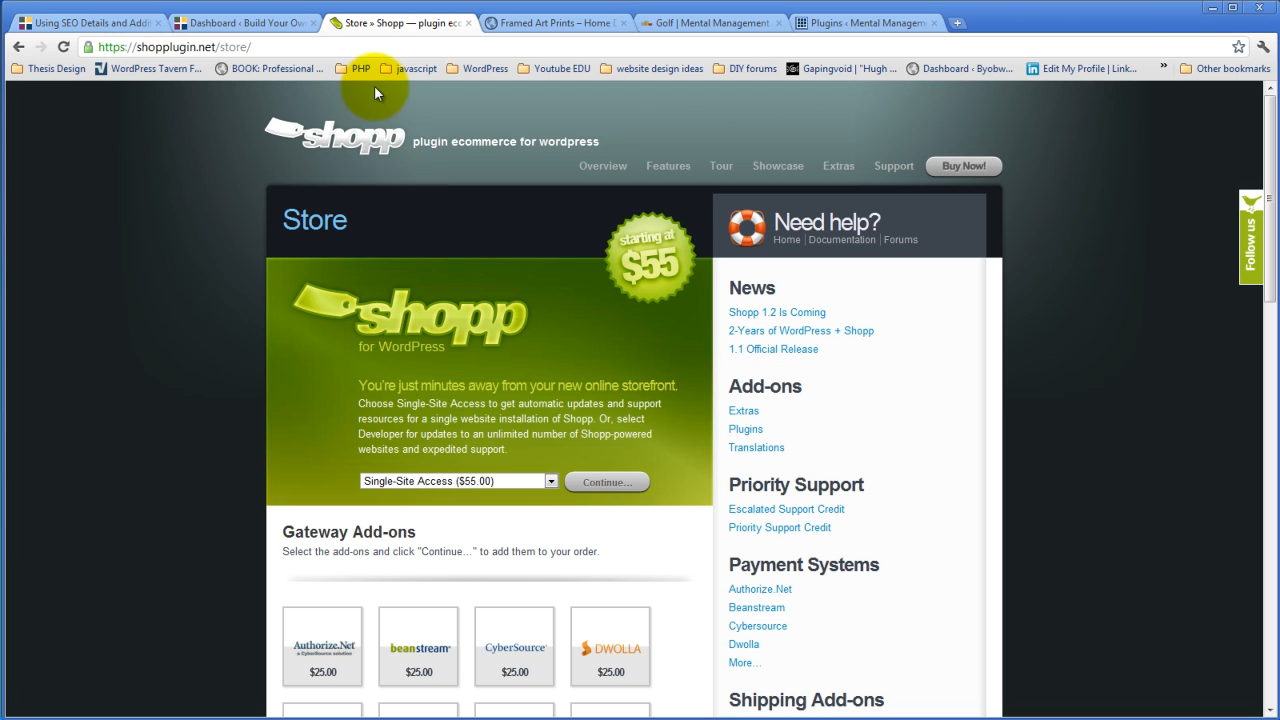 Using SEO Details and Addit
Dashboard ‹ Build Your Ow
Store » Shopp — plugin ecc
Framed Art Prints – Home D
Golf | Mental Management
Plugins ‹ Mental Managem
https://shopplugin.net/store/
Thesis Design
WordPress Tavern F...
BOOK: Professional ...
PHP
javascript
WordPress
Youtube EDU
website design ideas
DIY forums
Gapingvoid | "Hugh ...
Dashboard ‹ Byobw...
Edit My Profile | Link...
»
Other bookmarks
shopp plugin ecommerce for wordpress
Overview Features Tour Showcase Extras Support Buy Now!
Store
starting at
$55
Need help?
Home | Documentation | Forums
Follow us
shopp
for WordPress
You're just minutes away from your new online storefront.
Choose Single-Site Access to get automatic updates and support
resources for a single website installation of Shopp. Or, select
Developer for updates to an unlimited number of Shopp-powered
websites and expedited support.
Single-Site Access ($55.00)
Continue...
Gateway Add-ons
Select the add-ons and click "Continue..." to add them to your order.
Authorize.Net
a CyberSource solution
$25.00
beanstream
$25.00
CyberSource
$25.00
DWOLLA
$25.00
News
Shopp 1.2 Is Coming
2-Years of WordPress + Shopp
1.1 Official Release
Add-ons
Extras
Plugins
Translations
Priority Support
Escalated Support Credit
Priority Support Credit
Payment Systems
Authorize.Net
Beanstream
Cybersource
Dwolla
More...
Shipping Add-ons